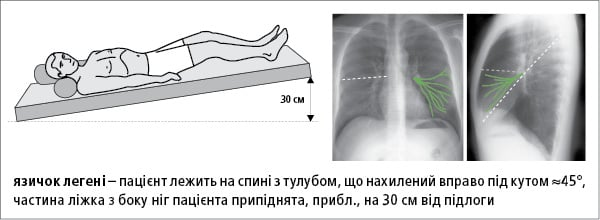 30 см
язичок легені – пацієнт лежить на спині з тулубом, що нахилений вправо під кутом ≈45°,
частина ліжка з боку ніг пацієнта припіднята, прибл., на 30 см від підлоги